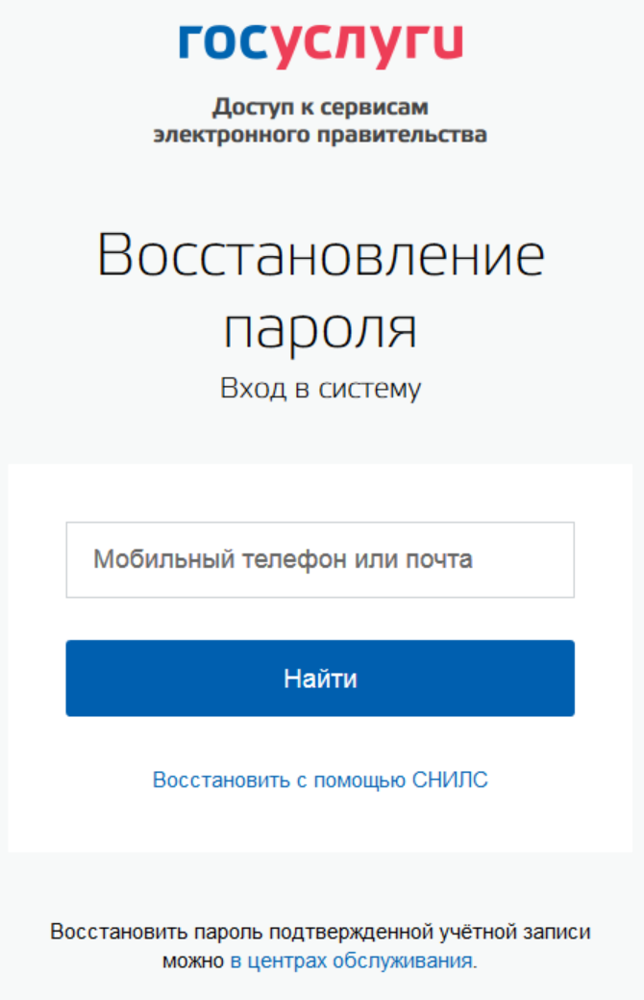 госуслуги
Доступ к сервисам
электронного правительства
Восстановление
пароля
Вход в систему
Мобильный телефон или почта
Найти
Восстановить с помощью СНИЛС
Восстановить пароль подтвержденной учётной записи
можно в центрах обслуживания.